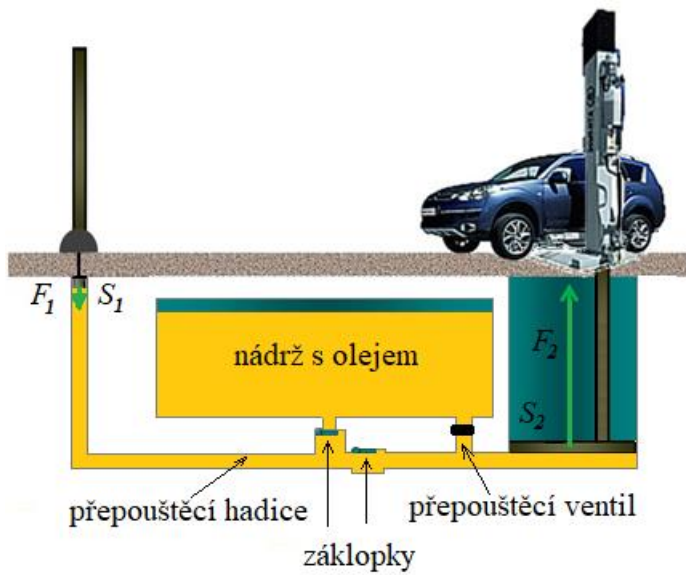 F₁ S₁
nádrž s olejem
F₂
S₂
přepouštěcí hadice
přepouštěcí ventil
záklopky